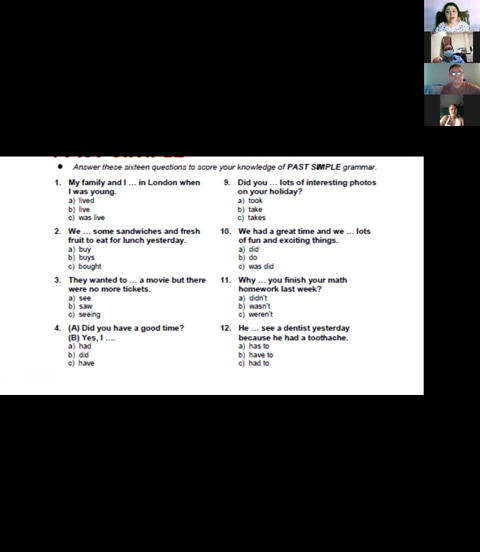 PAST SIMPLE
● Answer these sixteen questions to score your knowledge of PAST SIMPLE grammar.
1. My family and I ... in London when
I was young.
a) lived
b) live
c) was live
2. We ... some sandwiches and fresh
fruit to eat for lunch yesterday.
a) buy
b) buys
c) bought
3. They wanted to ... a movie but there
were no more tickets.
a) see
b) saw
c) seeing
4. (A) Did you have a good time?
(B) Yes, I ....
a) had
b) did
c) have
9. Did you ... lots of interesting photos
on your holiday?
a) took
b) take
c) takes
10. We had a great time and we ... lots
of fun and exciting things.
a) did
b) do
c) was did
11. Why ... you finish your math
homework last week?
a) didn't
b) wasn't
c) weren't
12. He ... see a dentist yesterday
because he had a toothache.
a) has to
b) have to
c) had to